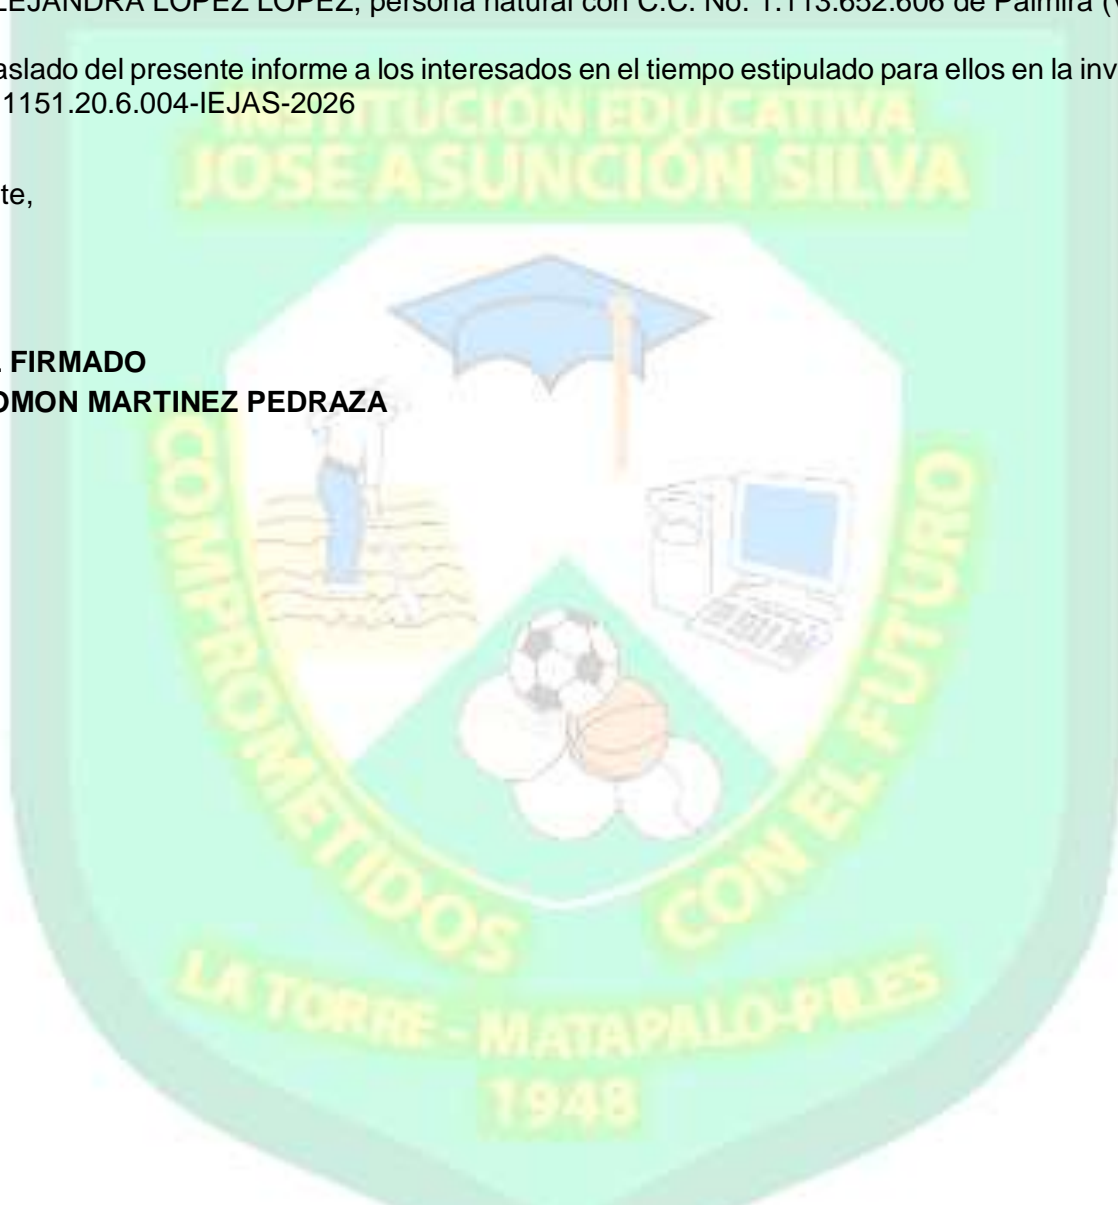 LEJANDRA LOPEZ LOPEZ, persona natural con C.C. No. 1.113.652.606 de Palmira (
aslado del presente informe a los interesados en el tiempo estipulado para ellos en la inv
1151.20.6.004-IEJAS-2026
INSTITUCIÓN EDUCATIVA
JOSE ASUNCIÓN SILVA
te,
FIRMADO
OMON MARTINEZ PEDRAZA
COMPROMETIDOS CON EL FUTURO
LA TORRE - MATAPALO-PILES
1948